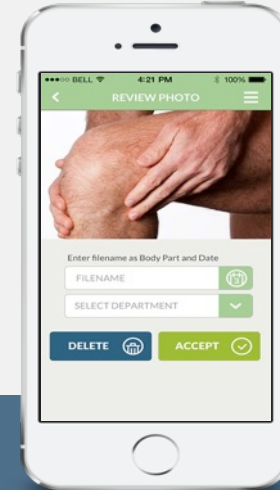 BELL 4:21 PM 100%
REVIEW PHOTO
Enter filename as Body Part and Date
FILENAME
3
SELECT DEPARTMENT
DELETE ACCEPT